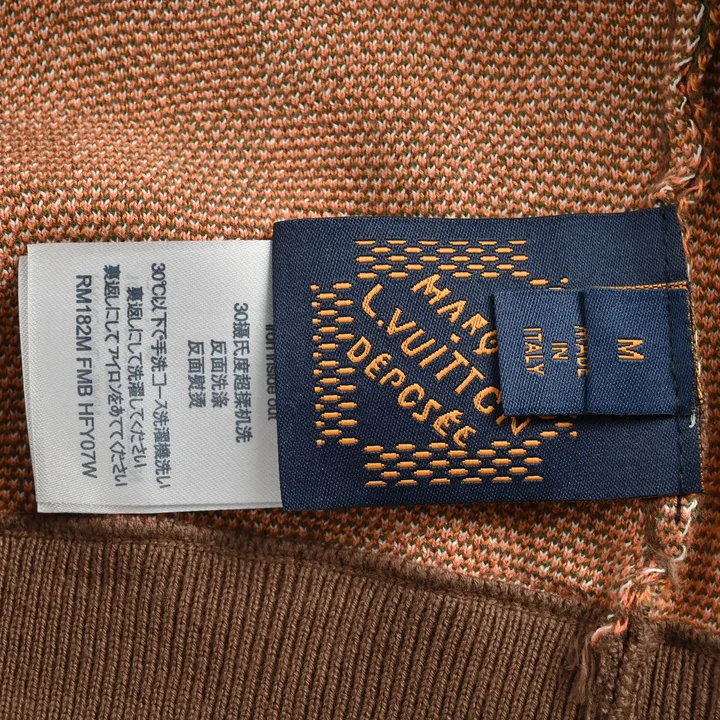 Iron inside out
30摄氏度超柔机洗
反面洗涤
反面熨烫
30℃以下で手洗コース洗濯機洗い
裏返しにして洗濯してください
裏返しにしてアイロンをあててください
RM182M FMB HFY07W
MARQ
L.VUITTON
DÉPOSÉE
MADE
IN
ITALY
M